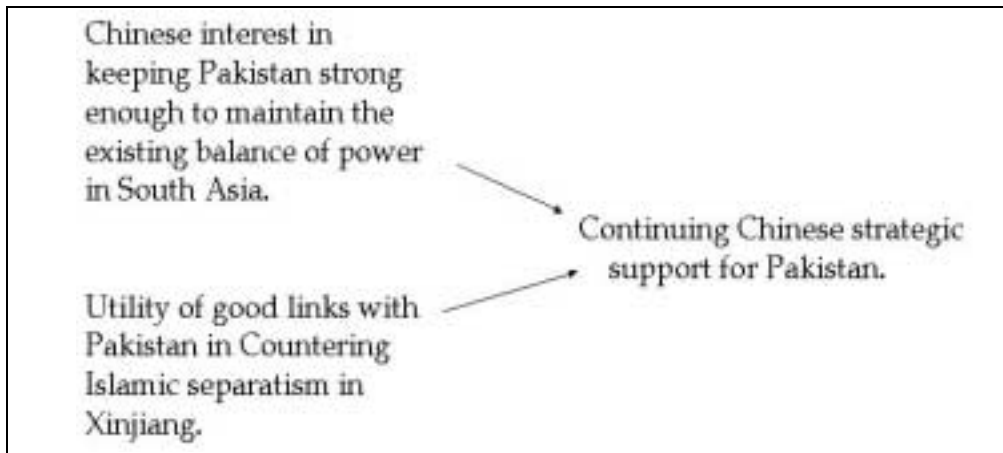 Chinese interest in
keeping Pakistan strong
enough to maintain the
existing balance of power
in South Asia.
Continuing Chinese strategic
support for Pakistan.
Utility of good links with
Pakistan in Countering
Islamic separatism in
Xinjiang.